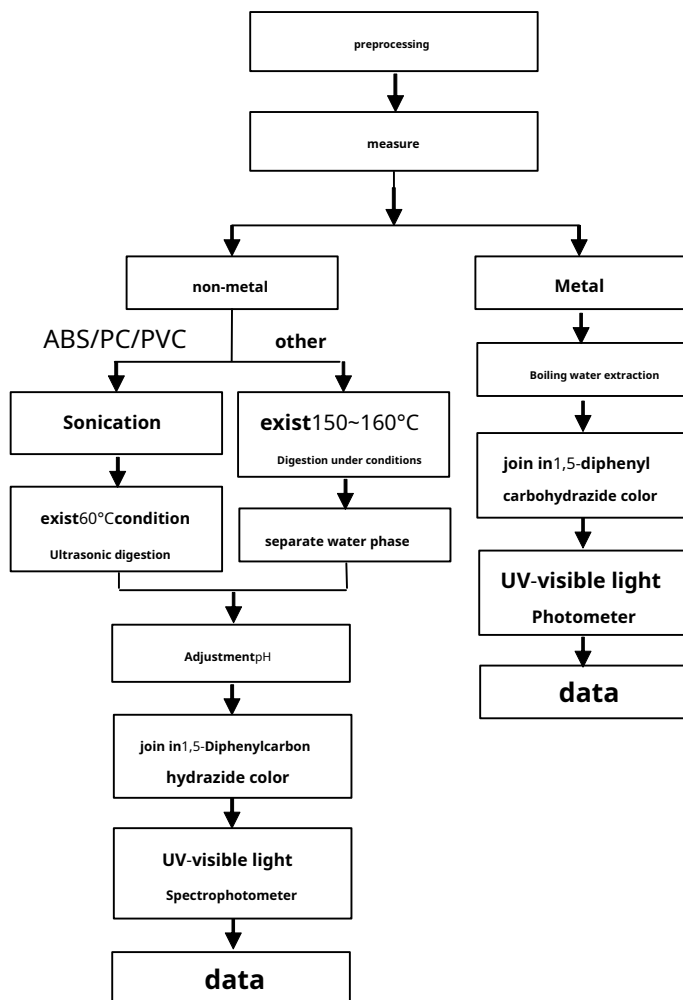 preprocessing
measure
non-metal
Metal
ABS/PC/PVC
other
Boiling water extraction
Sonication
exist150~160°C
Digestion under conditions
join in1,5-diphenyl
carbohydrazide color
exist60°Ccondition
Ultrasonic digestion
separate water phase
UV-visible light
Photometer
AdjustmentpH
data
join in1,5-Diphenylcarbon
hydrazide color
UV-visible light
Spectrophotometer
data